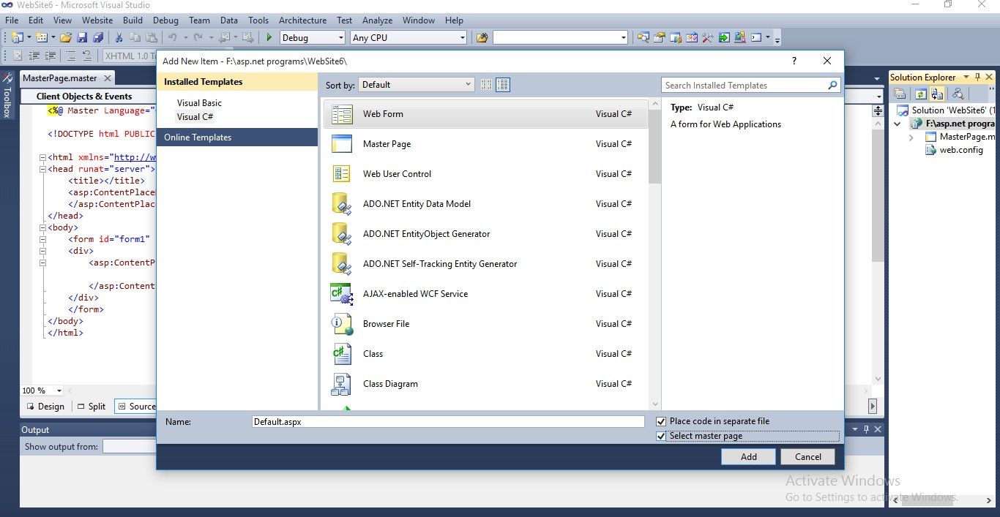 WebSite6 - Microsoft Visual Studio
File Edit View Website Build Debug Team Data Tools Architecture Test Analyze Window Help
Debug Any CPU
XHTML 1.0 Tr
Add New Item - F:\asp.net programs\WebSite6\
?
Toolbox
MasterPage.master
Client Objects & Events
<%@ Master Language="
<!DOCTYPE html PUBLIC
<html xmlns="http://w
<head runat="server">
<title></title>
<asp:ContentPlace
</asp:ContentPlac
</head>
<body>
<form id="form1"
<div>
<asp:ContentP
</asp:Content
</div>
</form>
</body>
</html>
100 %
Design Split Source
Output
Show output from:
Installed Templates
Visual Basic
Visual C#
Online Templates
Sort by: Default
Search Installed Templates
Web Form Visual C#
Master Page Visual C#
Web User Control Visual C#
ADO.NET Entity Data Model Visual C#
ADO.NET EntityObject Generator Visual C#
ADO.NET Self-Tracking Entity Generator Visual C#
AJAX-enabled WCF Service Visual C#
Browser File Visual C#
Class Visual C#
Class Diagram Visual C#
Type: Visual C#
A form for Web Applications
Name: Default.aspx
Place code in separate file
Select master page
Add Cancel
Solution Explorer
Solution 'WebSite6' (1
F:\asp.net progra
MasterPage.m
web.config
Activate Windows
Go to Settings to activate Windows.